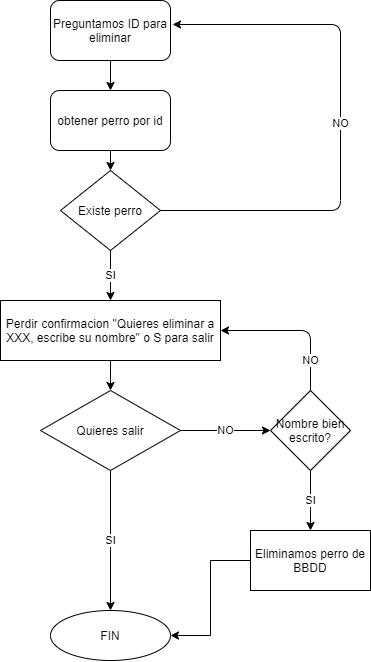 Preguntamos ID para
eliminar
obtener perro por id
NO
Existe perro
SI
Perdir confirmacion "Quieres eliminar a
XXX, escribe su nombre" o S para salir
NO
Quieres salir
NO
Nombre bien
escrito?
SI
SI
Eliminamos perro de
BBDD
FIN